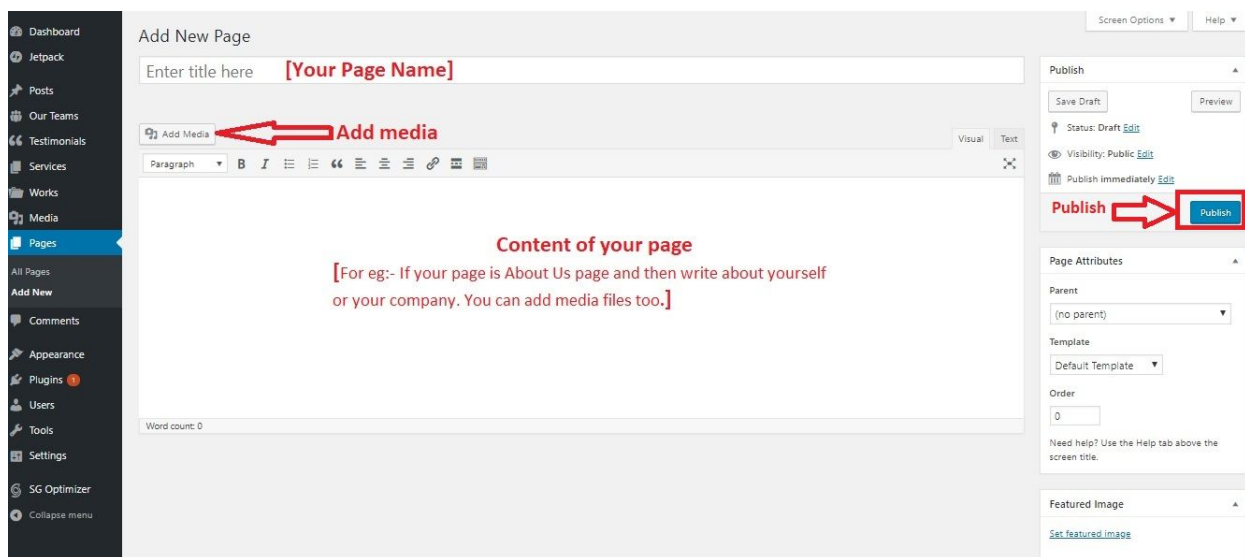 Screen Options ▼ Help ▼
Dashboard
Jetpack
Posts
Our Teams
Testimonials
Services
Works
Media
Pages
All Pages
Add New
Comments
Appearance
Plugins 1
Users
Tools
Settings
SG Optimizer
Collapse menu
Add New Page
Enter title here [Your Page Name]
Add Media Add media
Visual Text
Paragraph ▼ B I
Content of your page
[For eg:- If your page is About Us page and then write about yourself
or your company. You can add media files too.]
Word count: 0
Publish
Save Draft Preview
Status: Draft Edit
Visibility: Public Edit
Publish immediately Edit
Publish Publish
Page Attributes
Parent
(no parent)
Template
Default Template
Order
0
Need help? Use the Help tab above the
screen title.
Featured Image
Set featured image